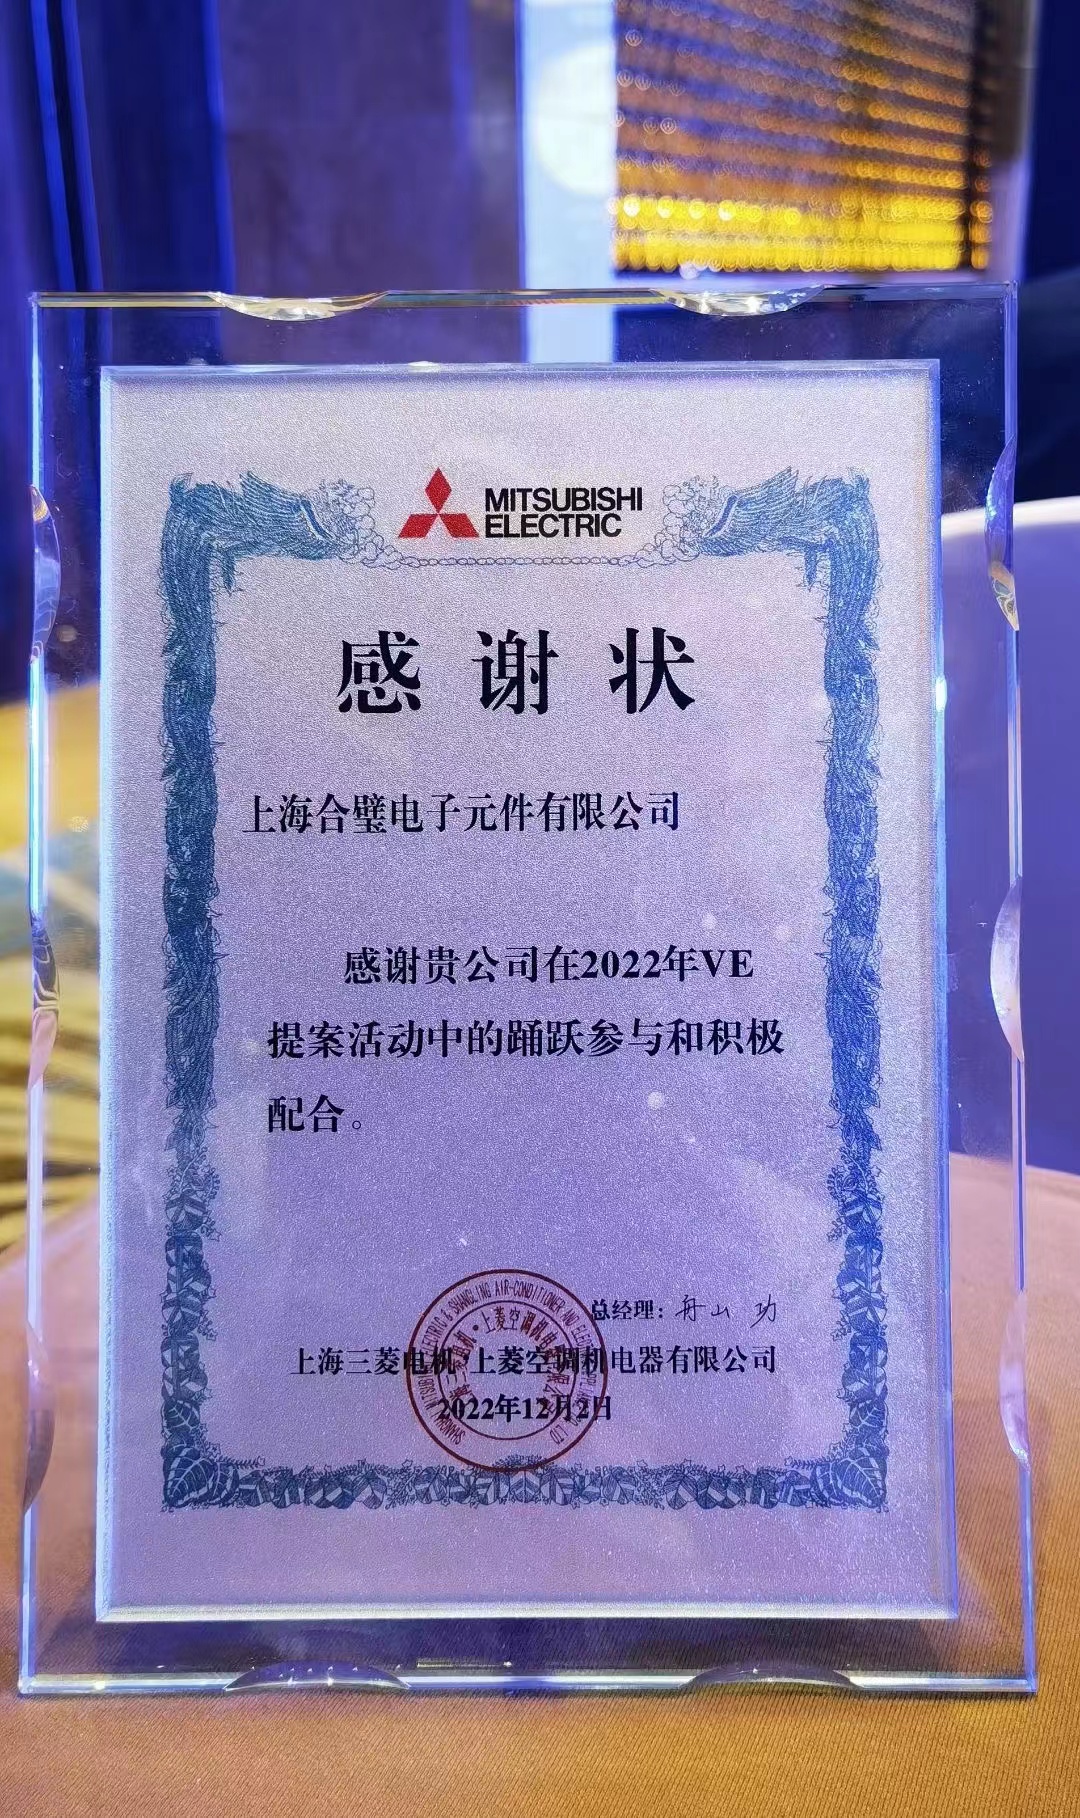 MITSUBISHI
ELECTRIC
感谢状
上海合璧电子元件有限公司
感谢贵公司在2022年VE
提案活动中的踊跃参与和积极
配合。
总经理：舟山 功
上海三菱电机·上菱空调机电器有限公司
2022年12月2日